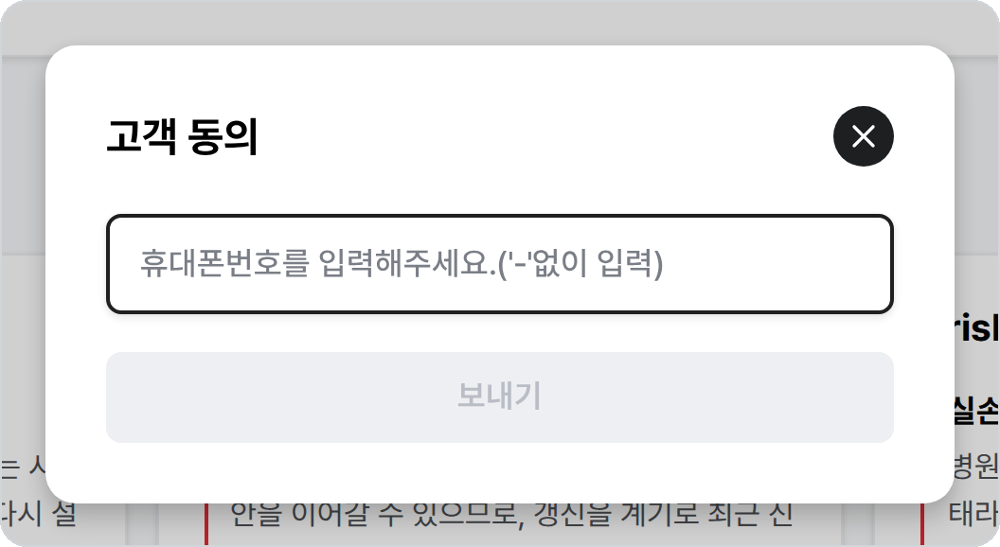 고객 동의
휴대폰번호를 입력해주세요.('-'없이 입력)
보내기
실손
병원
다시 설
안을 이어갈 수 있으므로, 갱신을 계기로 최근 신
태라